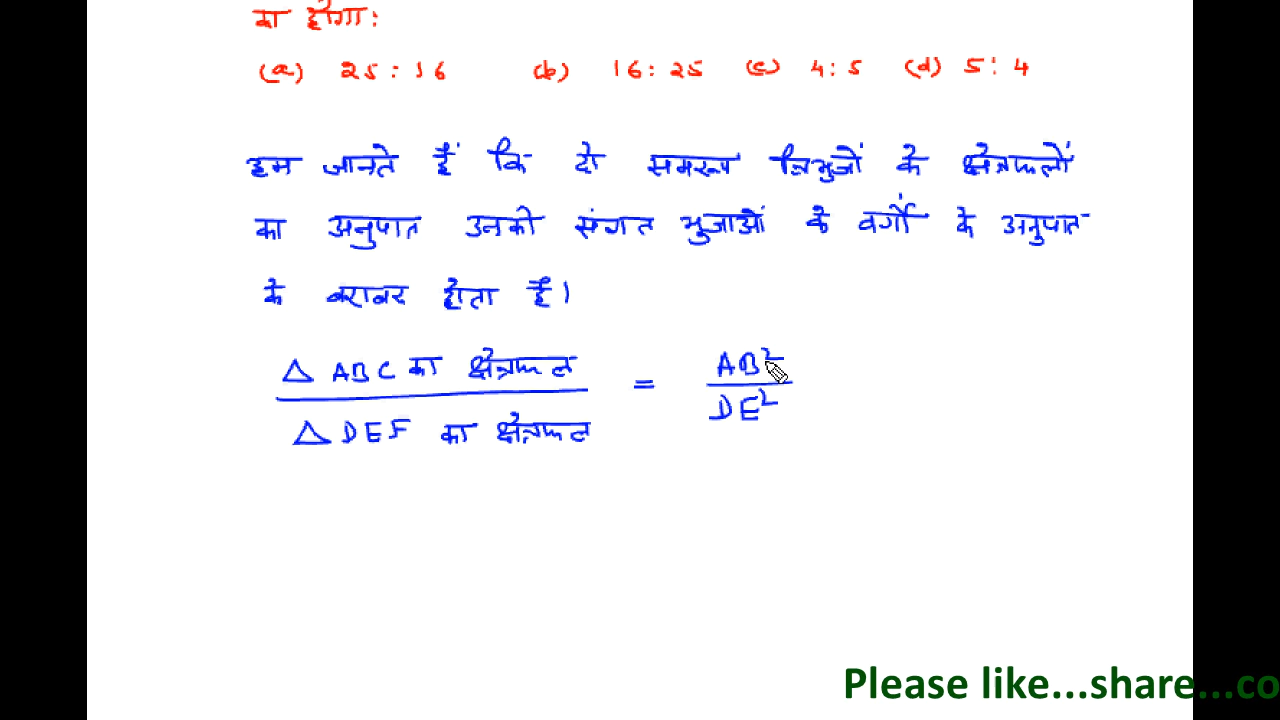 या होगा:
(a) 25:16 (b) 16:25 (c) 4:5 (d) 5:4
हम जानते हैं कि दो समरूप त्रिभुजों के क्षेत्रफलों
का अनुपात उनकी संगत भुजाओं के वर्गों के अनुपात
के बराबर होता है।
△ ABC का क्षेत्रफल = AB²
△ DEF का क्षेत्रफल DE²
Please like...share...co